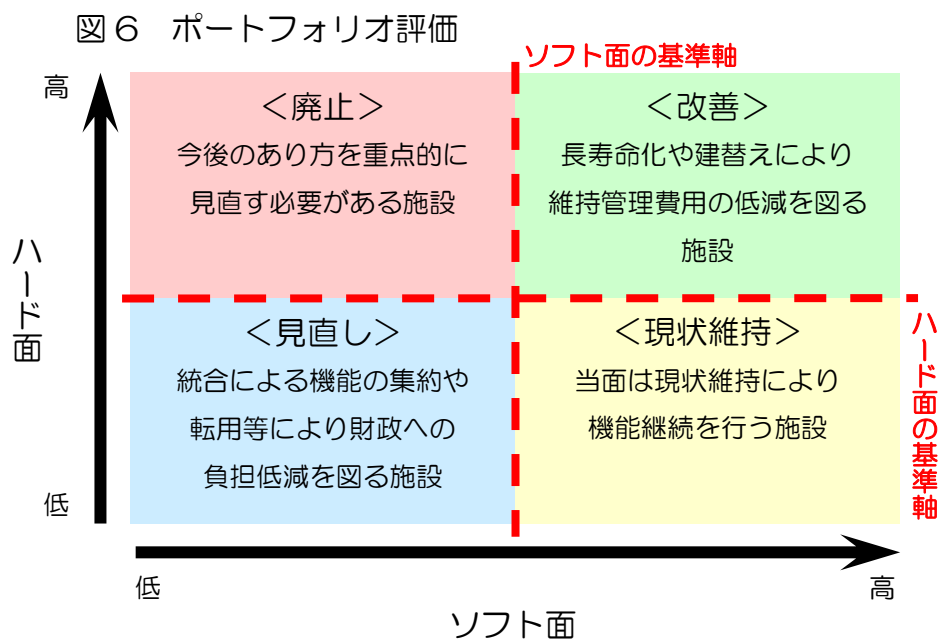 図６　ポートフォリオ評価
ソフト面の基準軸
高
＜廃止＞
今後のあり方を重点的に
見直す必要がある施設
＜改善＞
長寿命化や建替えにより
維持管理費用の低減を図る
施設
ハード面
＜見直し＞
統合による機能の集約や
転用等により財政への
負担低減を図る施設
＜現状維持＞
当面は現状維持により
機能継続を行う施設
ハード面の基準軸
低
低
高
ソフト面